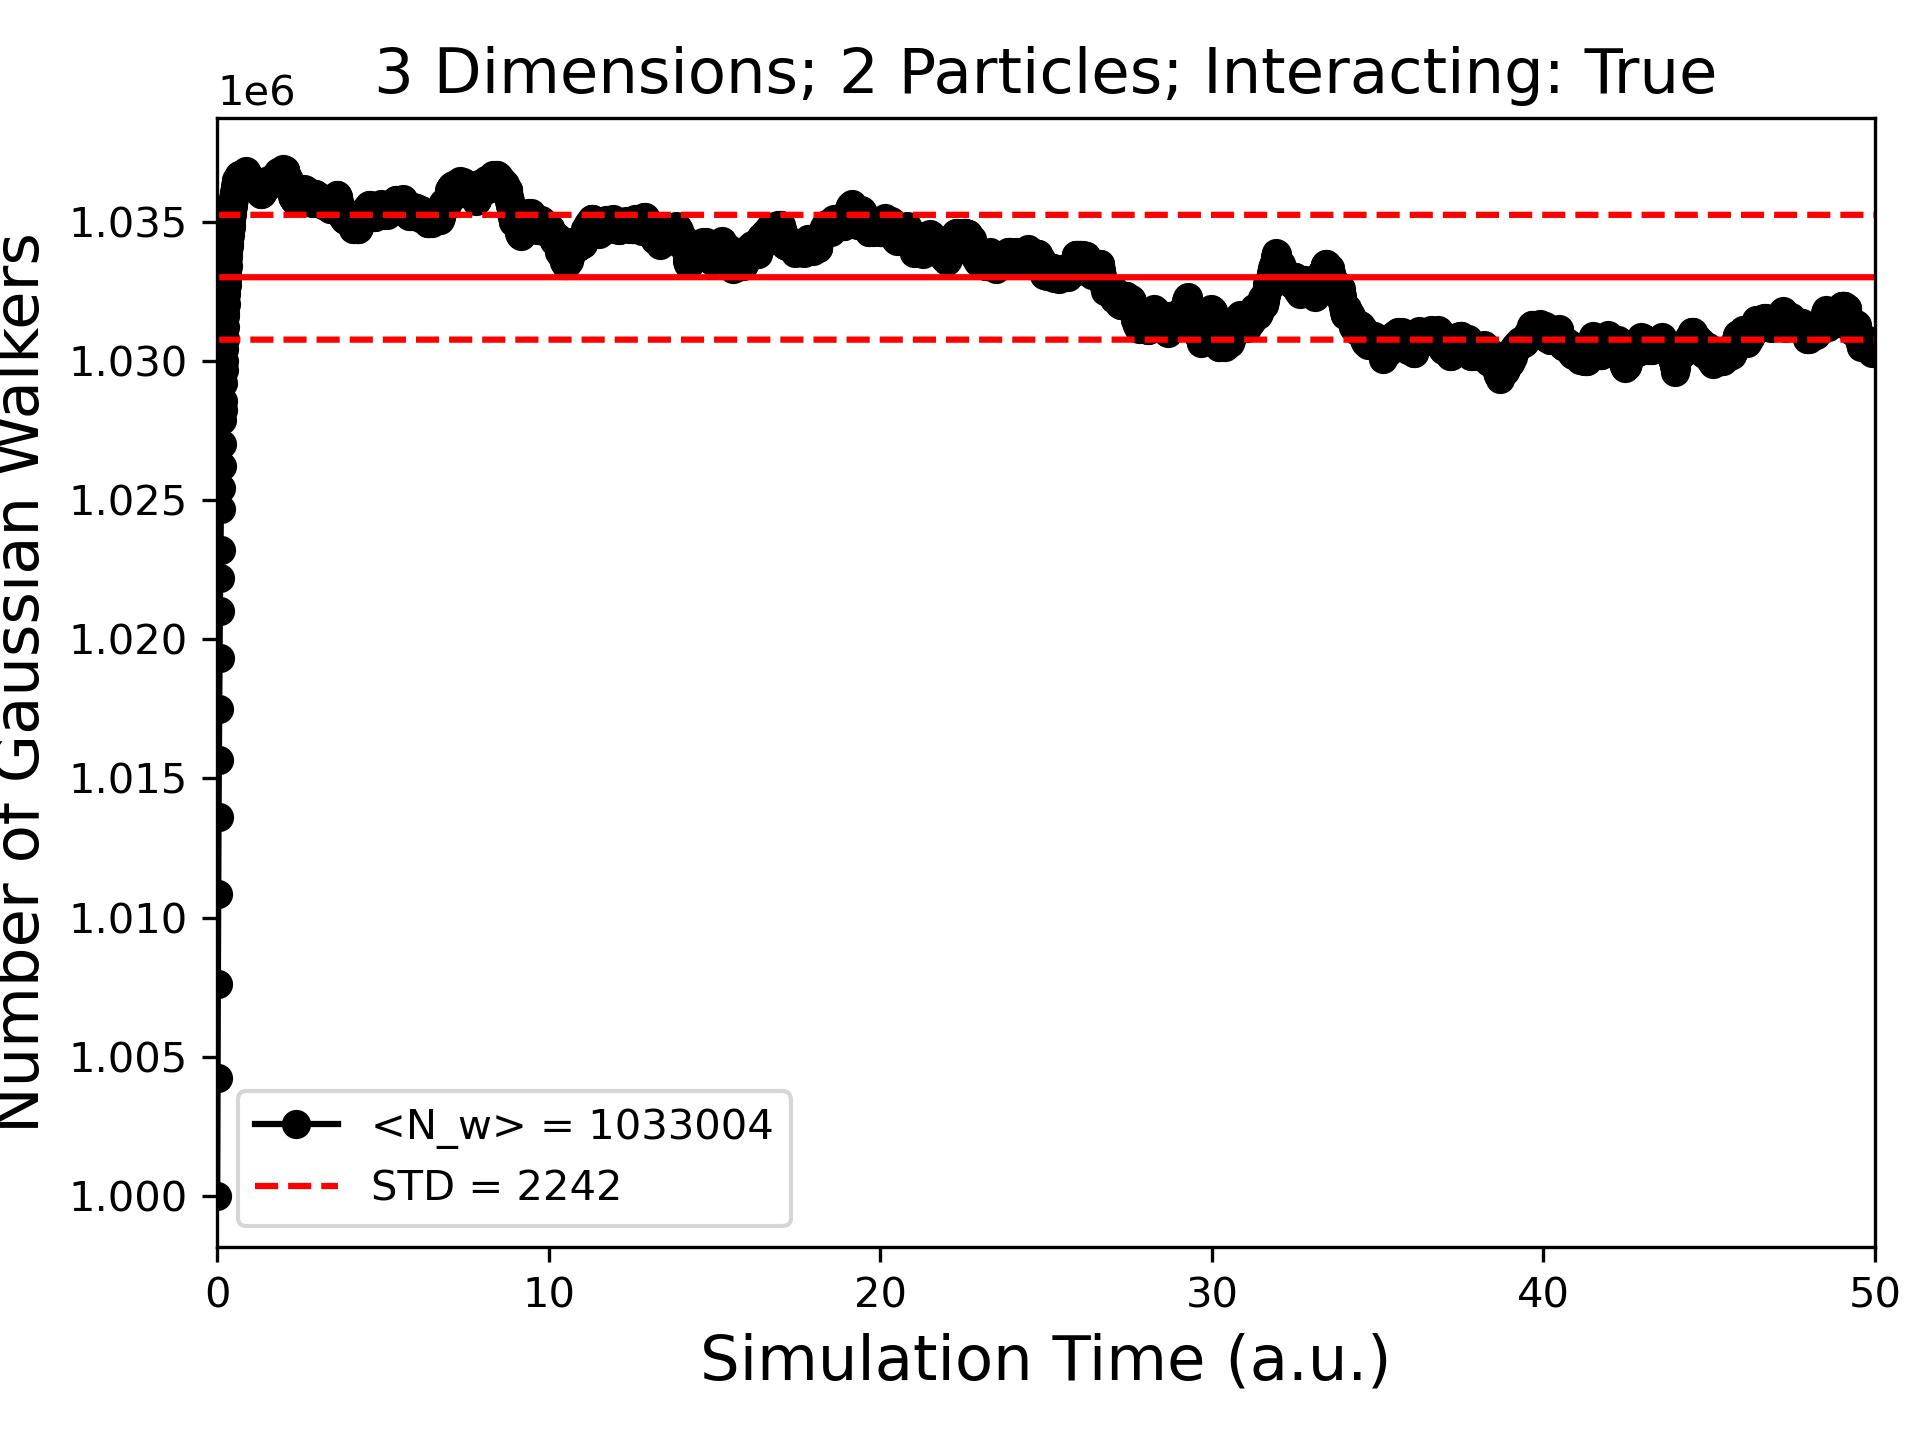 3 Dimensions; 2 Particles; Interacting: True
1e6
1.035
1.030
1.025
1.020
1.015
1.010
1.005
1.000
Number of Gaussian Walkers
<N_w> = 1033004
STD = 2242
0 10 20 30 40 50
Simulation Time (a.u.)